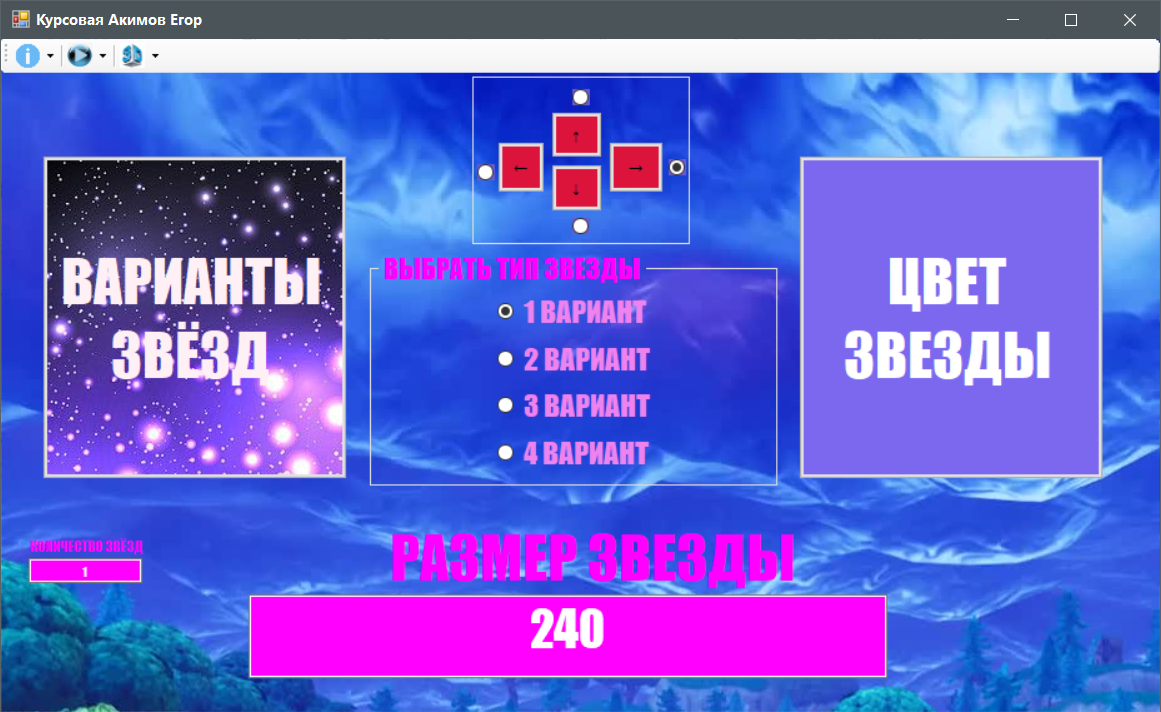 Курсовая Акимов Егор
3D
↑
←
→
↓
ВЫБРАТЬ ТИП ЗВЕЗДЫ
1 ВАРИАНТ
2 ВАРИАНТ
3 ВАРИАНТ
4 ВАРИАНТ
ВАРИАНТЫ
ЗВЁЗД
ЦВЕТ
ЗВЕЗДЫ
КОЛИЧЕСТВО ЗВЁЗД
1
РАЗМЕР ЗВЕЗДЫ
240